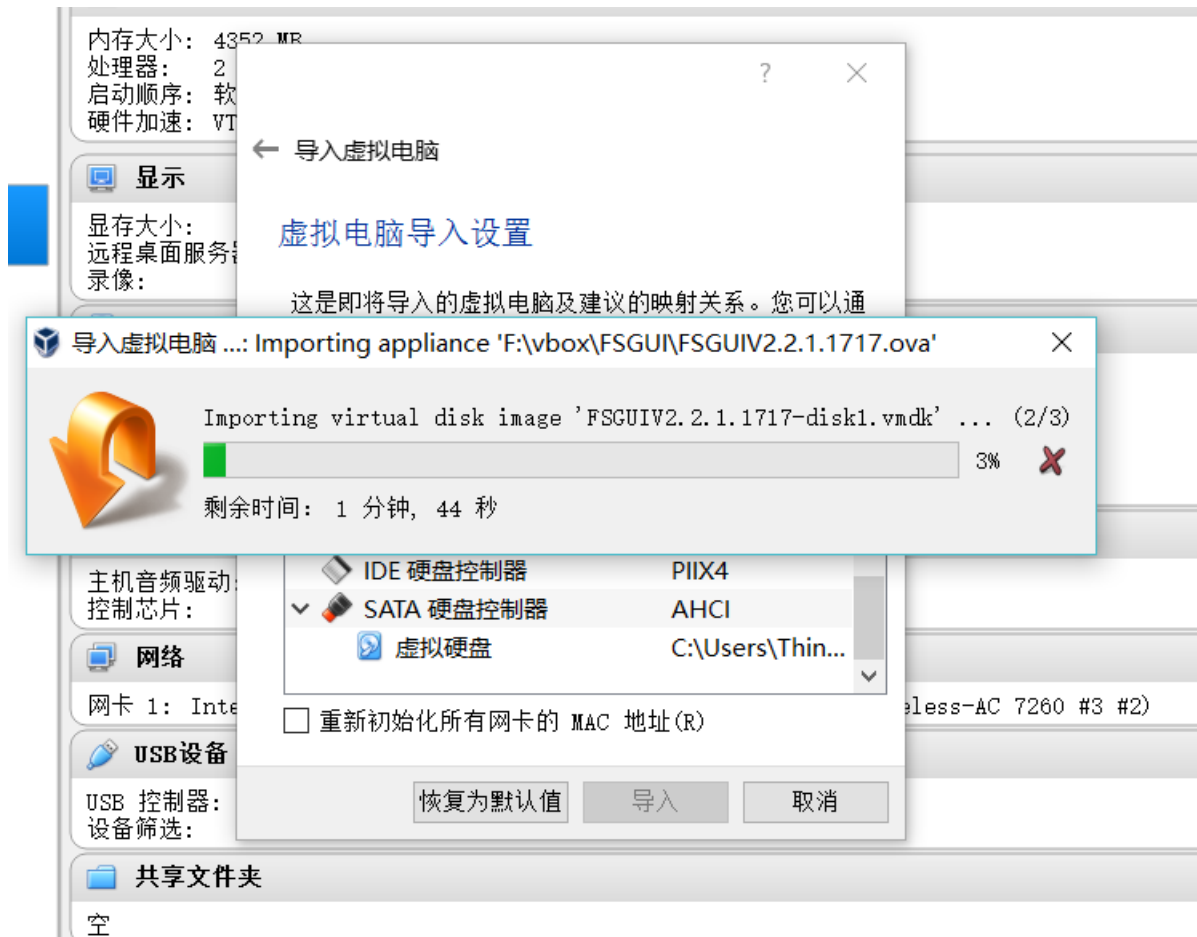 内存大小: 4352 MB
处理器: 2
启动顺序: 软
硬件加速: VT
?
导入虚拟电脑
显示
虚拟电脑导入设置
显存大小:
远程桌面服务
录像:
这是即将导入的虚拟电脑及建议的映射关系。您可以通
导入虚拟电脑 ...: Importing appliance 'F:\vbox\FSGUI\FSGUIV2.2.1.1717.ova'
Importing virtual disk image 'FSGUIV2.2.1.1717-disk1.vmdk' ... (2/3)
3%
剩余时间: 1 分钟, 44 秒
IDE 硬盘控制器 PIIX4
主机音频驱动:
控制芯片:
SATA 硬盘控制器 AHCI
虚拟硬盘 C:\Users\Thin...
网络
网卡 1: Inte
eless-AC 7260 #3 #2)
重新初始化所有网卡的 MAC 地址(R)
USB设备
USB 控制器:
设备筛选:
恢复为默认值 导入 取消
共享文件夹
空